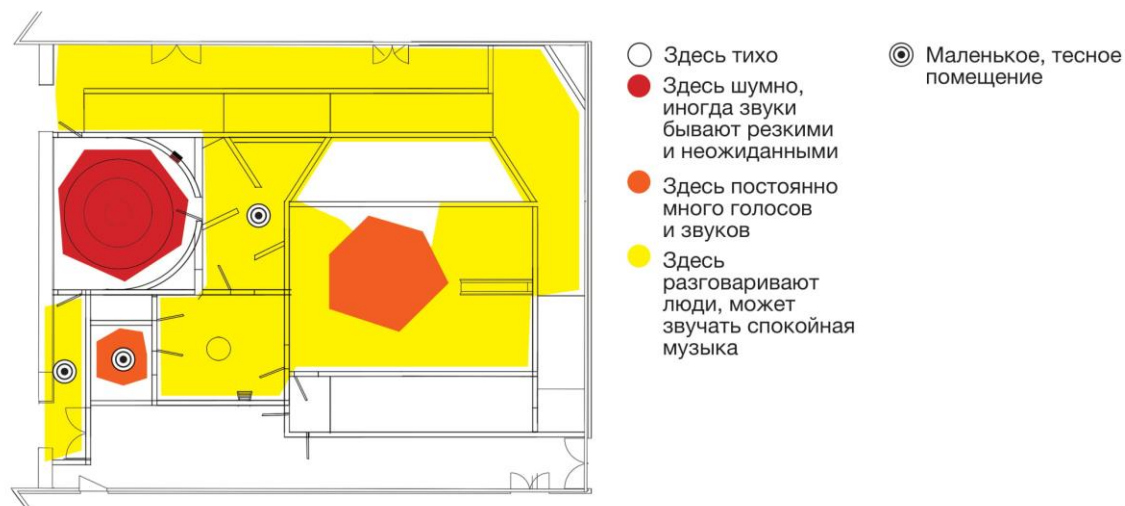 Здесь тихо
Здесь шумно,
иногда звуки
бывают резкими
и неожиданными
Здесь постоянно
много голосов
и звуков
Здесь
разговаривают
люди, может
звучать спокойная
музыка
Маленькое, тесное
помещение